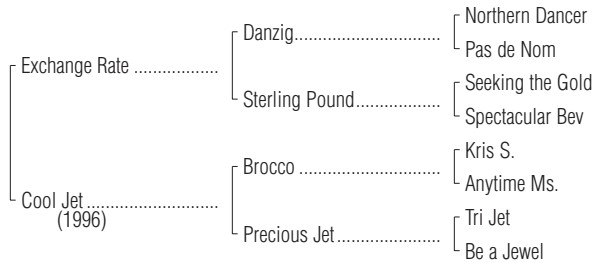 Northern Dancer
Danzig
Pas de Nom
Exchange Rate
Seeking the Gold
Sterling Pound
Spectacular Bev
Kris S.
Brocco
Anytime Ms.
Cool Jet
(1996)
Tri Jet
Precious Jet
Be a Jewel